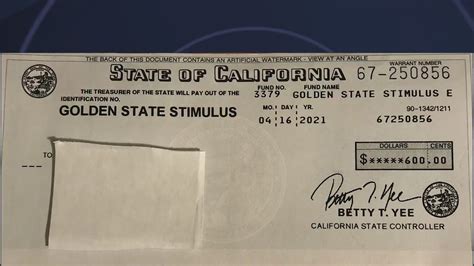 THE BACK OF THIS DOCUMENT CONTAINS AN ARTIFICIAL WATERMARK - VIEW AT AN ANGLE
STATE OF CALIFORNIA
WARRANT NUMBER
67-250856
THE TREASURER OF THE STATE WILL PAY OUT OF THE
IDENTIFICATION NO.
FUND NO.
3379
FUND NAME
GOLDEN STATE STIMULUS E
GOLDEN STATE STIMULUS
MO. DAY YR.
04 16 2021
90-1342/1211
67250856
DOLLARS CENTS
$*****600.00
TO:
Betty T. Yee
BETTY T. YEE
CALIFORNIA STATE CONTROLLER